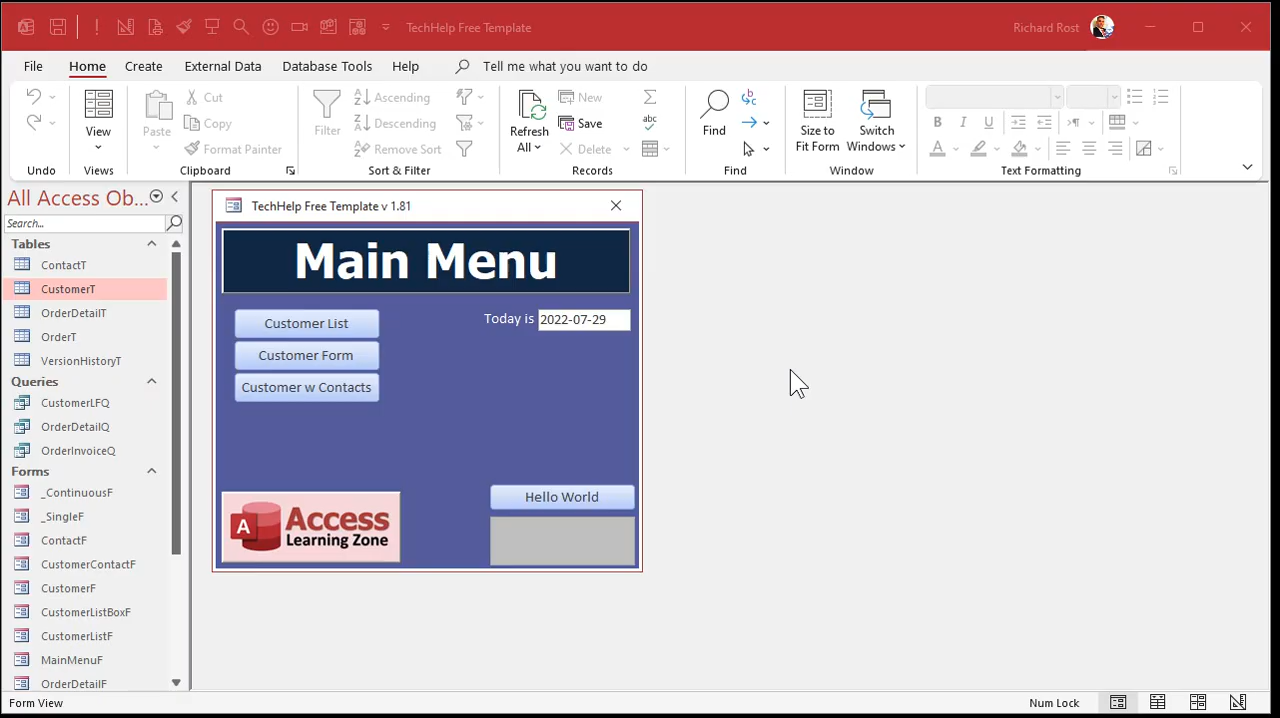 TechHelp Free Template
Richard Rost
File Home Create External Data Database Tools Help Tell me what you want to do
Undo
View
Views
Paste
Cut
Copy
Format Painter
Clipboard
Filter
Ascending
Descending
Remove Sort
Sort & Filter
Refresh
All
New
Save
Delete
Records
Find
Find
Size to
Fit Form
Switch
Windows
Window
B I U
A
Text Formatting
All Access Ob...
Search...
Tables
ContactT
CustomerT
OrderDetailT
OrderT
VersionHistoryT
Queries
CustomerLFQ
OrderDetailQ
OrderInvoiceQ
Forms
_ContinuousF
_SingleF
ContactF
CustomerContactF
CustomerF
CustomerListBoxF
CustomerListF
MainMenuF
OrderDetailF
TechHelp Free Template v 1.81
Main Menu
Customer List
Today is 2022-07-29
Customer Form
Customer w Contacts
Hello World
A Access
Learning Zone
Form View
Num Lock